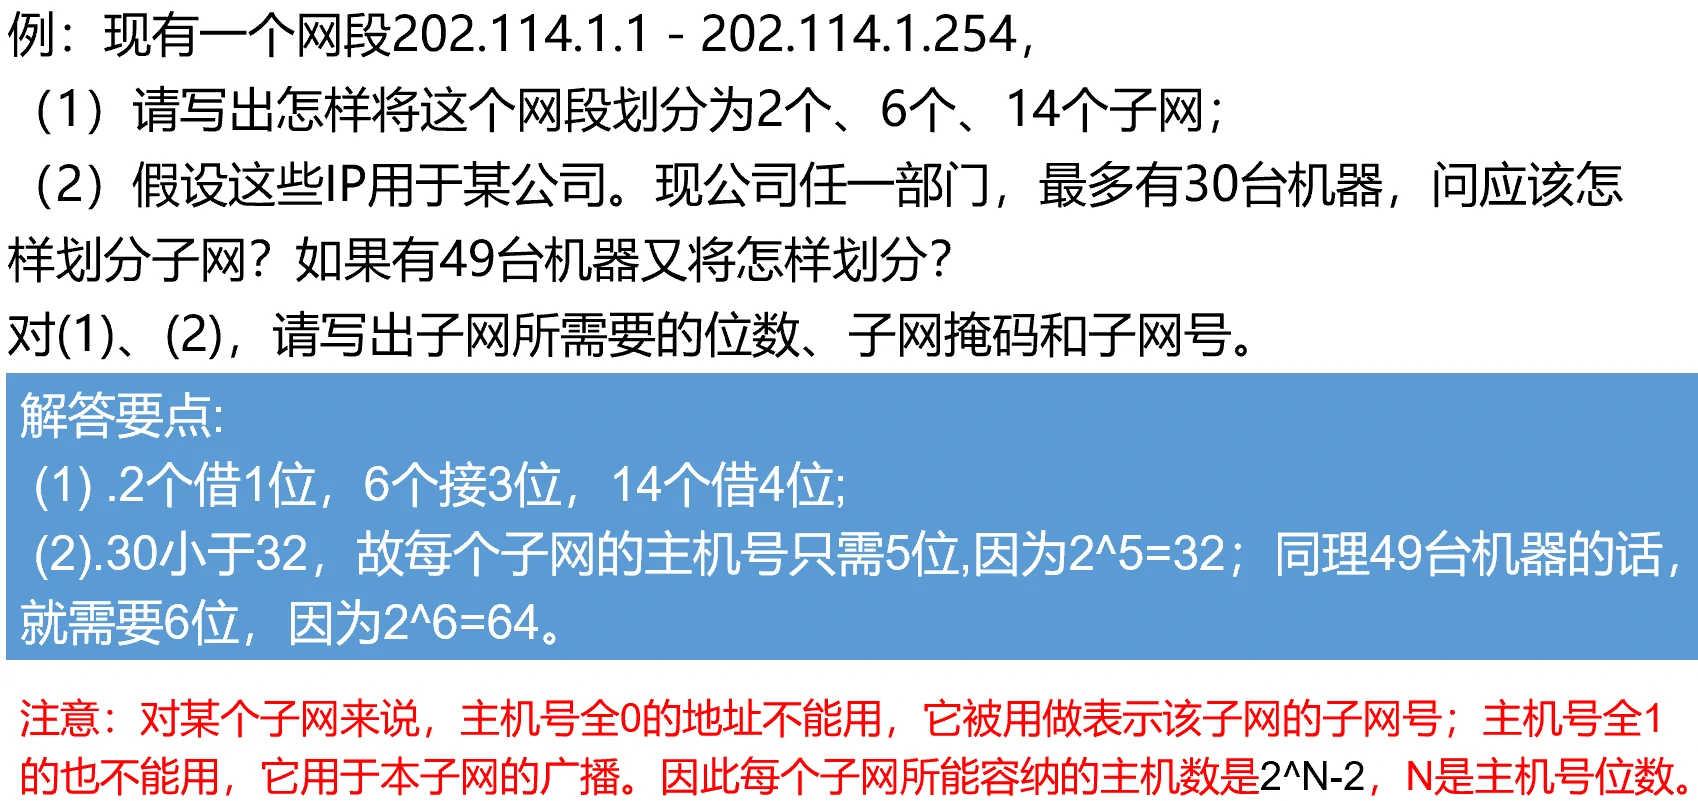 例：现有一个网段202.114.1.1 - 202.114.1.254，
（1）请写出怎样将这个网段划分为2个、6个、14个子网；
（2）假设这些IP用于某公司。现公司任一部门，最多有30台机器，问应该怎
样划分子网？如果有49台机器又将怎样划分？
对(1)、(2)，请写出子网所需要的位数、子网掩码和子网号。
解答要点:
(1) .2个借1位，6个接3位，14个借4位;
(2).30小于32，故每个子网的主机号只需5位,因为2^5=32；同理49台机器的话，
就需要6位，因为2^6=64。
注意：对某个子网来说，主机号全0的地址不能用，它被用做表示该子网的子网号；主机号全1
的也不能用，它用于本子网的广播。因此每个子网所能容纳的主机数是2^N-2，N是主机号位数。